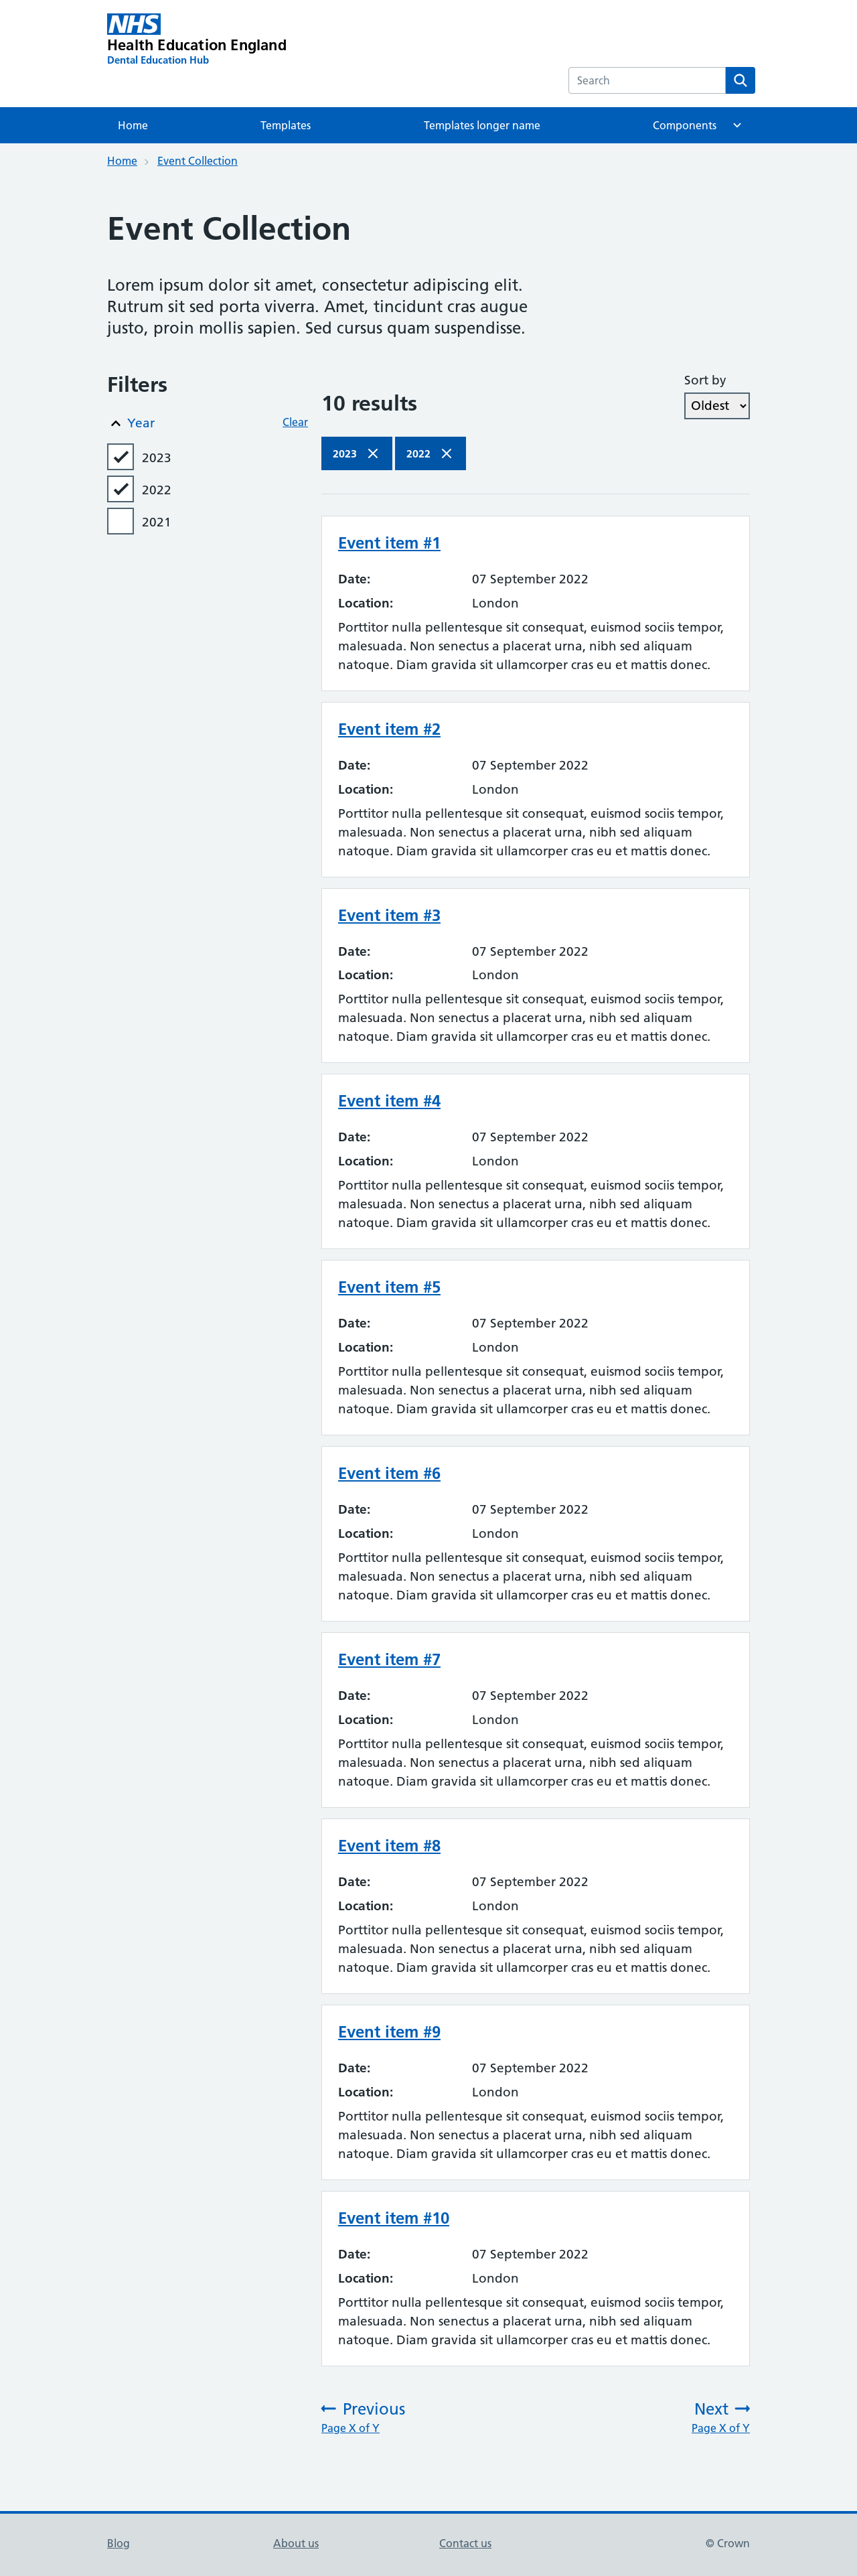 NHS
Health Education England
Dental Education Hub
Search
Home
Templates
Templates longer name
Components
Home
Event Collection
Event Collection
Lorem ipsum dolor sit amet, consectetur adipiscing elit.
Rutrum sit sed porta viverra. Amet, tincidunt cras augue
justo, proin mollis sapien. Sed cursus quam suspendisse.
Filters
Year
Clear
2023
2022
2021
10 results
Sort by
Oldest
2023
2022
Event item #1
Date: 07 September 2022
Location: London
Porttitor nulla pellentesque sit consequat, euismod sociis tempor,
malesuada. Non senectus a placerat urna, nibh sed aliquam
natoque. Diam gravida sit ullamcorper cras eu et mattis donec.
Event item #2
Date: 07 September 2022
Location: London
Porttitor nulla pellentesque sit consequat, euismod sociis tempor,
malesuada. Non senectus a placerat urna, nibh sed aliquam
natoque. Diam gravida sit ullamcorper cras eu et mattis donec.
Event item #3
Date: 07 September 2022
Location: London
Porttitor nulla pellentesque sit consequat, euismod sociis tempor,
malesuada. Non senectus a placerat urna, nibh sed aliquam
natoque. Diam gravida sit ullamcorper cras eu et mattis donec.
Event item #4
Date: 07 September 2022
Location: London
Porttitor nulla pellentesque sit consequat, euismod sociis tempor,
malesuada. Non senectus a placerat urna, nibh sed aliquam
natoque. Diam gravida sit ullamcorper cras eu et mattis donec.
Event item #5
Date: 07 September 2022
Location: London
Porttitor nulla pellentesque sit consequat, euismod sociis tempor,
malesuada. Non senectus a placerat urna, nibh sed aliquam
natoque. Diam gravida sit ullamcorper cras eu et mattis donec.
Event item #6
Date: 07 September 2022
Location: London
Porttitor nulla pellentesque sit consequat, euismod sociis tempor,
malesuada. Non senectus a placerat urna, nibh sed aliquam
natoque. Diam gravida sit ullamcorper cras eu et mattis donec.
Event item #7
Date: 07 September 2022
Location: London
Porttitor nulla pellentesque sit consequat, euismod sociis tempor,
malesuada. Non senectus a placerat urna, nibh sed aliquam
natoque. Diam gravida sit ullamcorper cras eu et mattis donec.
Event item #8
Date: 07 September 2022
Location: London
Porttitor nulla pellentesque sit consequat, euismod sociis tempor,
malesuada. Non senectus a placerat urna, nibh sed aliquam
natoque. Diam gravida sit ullamcorper cras eu et mattis donec.
Event item #9
Date: 07 September 2022
Location: London
Porttitor nulla pellentesque sit consequat, euismod sociis tempor,
malesuada. Non senectus a placerat urna, nibh sed aliquam
natoque. Diam gravida sit ullamcorper cras eu et mattis donec.
Event item #10
Date: 07 September 2022
Location: London
Porttitor nulla pellentesque sit consequat, euismod sociis tempor,
malesuada. Non senectus a placerat urna, nibh sed aliquam
natoque. Diam gravida sit ullamcorper cras eu et mattis donec.
Previous
Page X of Y
Next
Page X of Y
Blog
About us
Contact us
© Crown